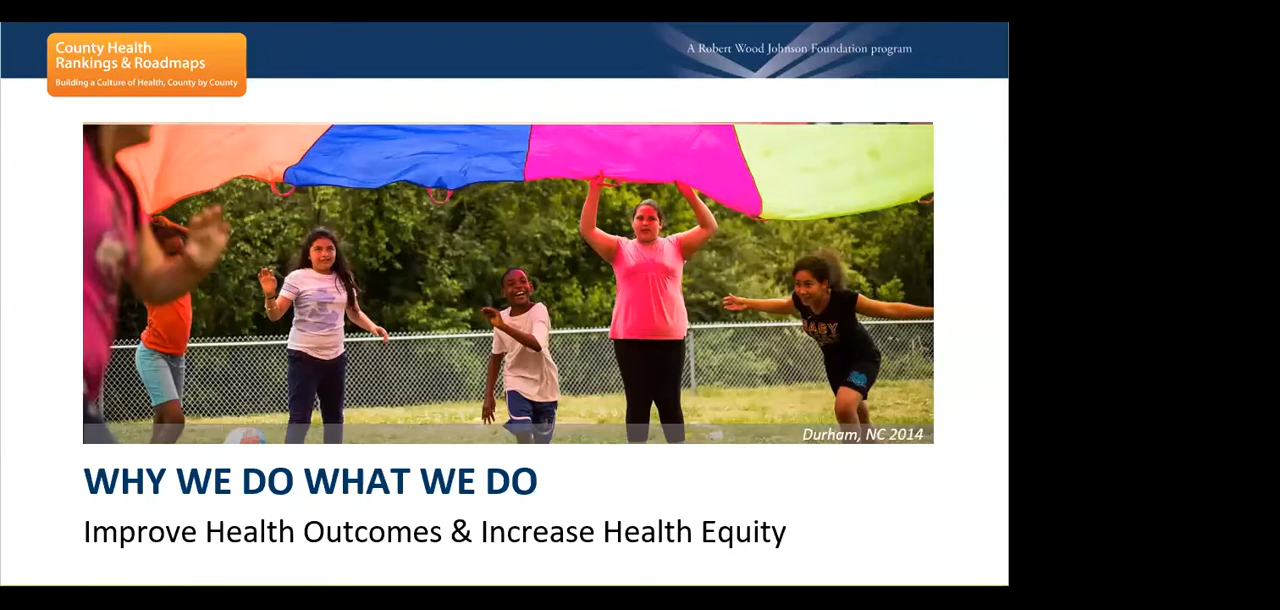 County Health
Rankings & Roadmaps
Building a Culture of Health, County by County
A Robert Wood Johnson Foundation program
Durham, NC 2014
WHY WE DO WHAT WE DO
Improve Health Outcomes & Increase Health Equity